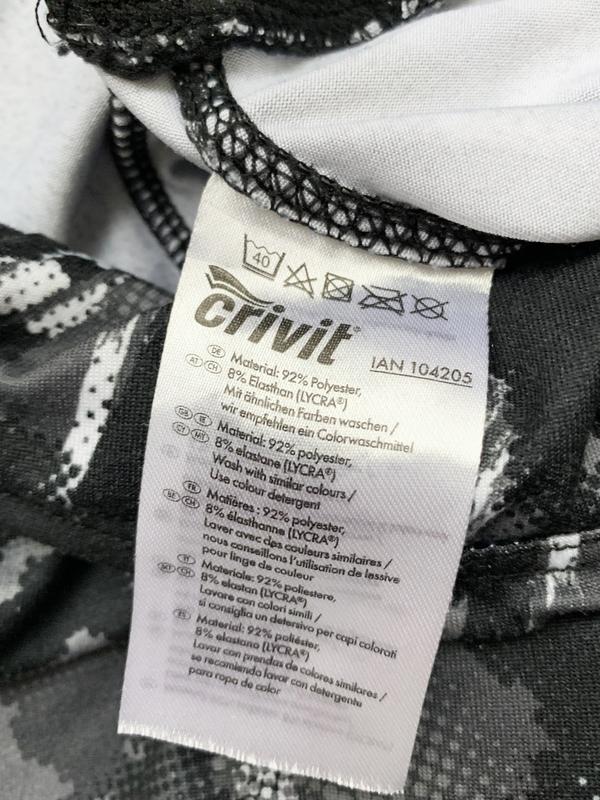 40
crivit®
IAN 104205
DE Material: 92% Polyester,
AT CH 8% Elasthan (LYCRA®)
Mit ähnlichen Farben waschen /
wir empfehlen ein Colorwaschmittel
GB IE Material: 92% polyester,
CY MT 8% elastane (LYCRA®)
Wash with similar colours /
Use colour detergent
FR Matières : 92% polyester,
BE CH 8% élasthanne (LYCRA®)
Laver avec des couleurs similaires /
nous conseillons l'utilisation de lessive
pour linge de couleur
IT Materiale: 92% poliestere,
MT CH 8% elastan (LYCRA®)
Lavare con colori simili /
si consiglia un detersivo per capi colorati
ES Material: 92% poliéster,
8% elastano (LYCRA®)
Lavar con prendas de colores similares /
se recomienda lavar con detergente
para ropa de color